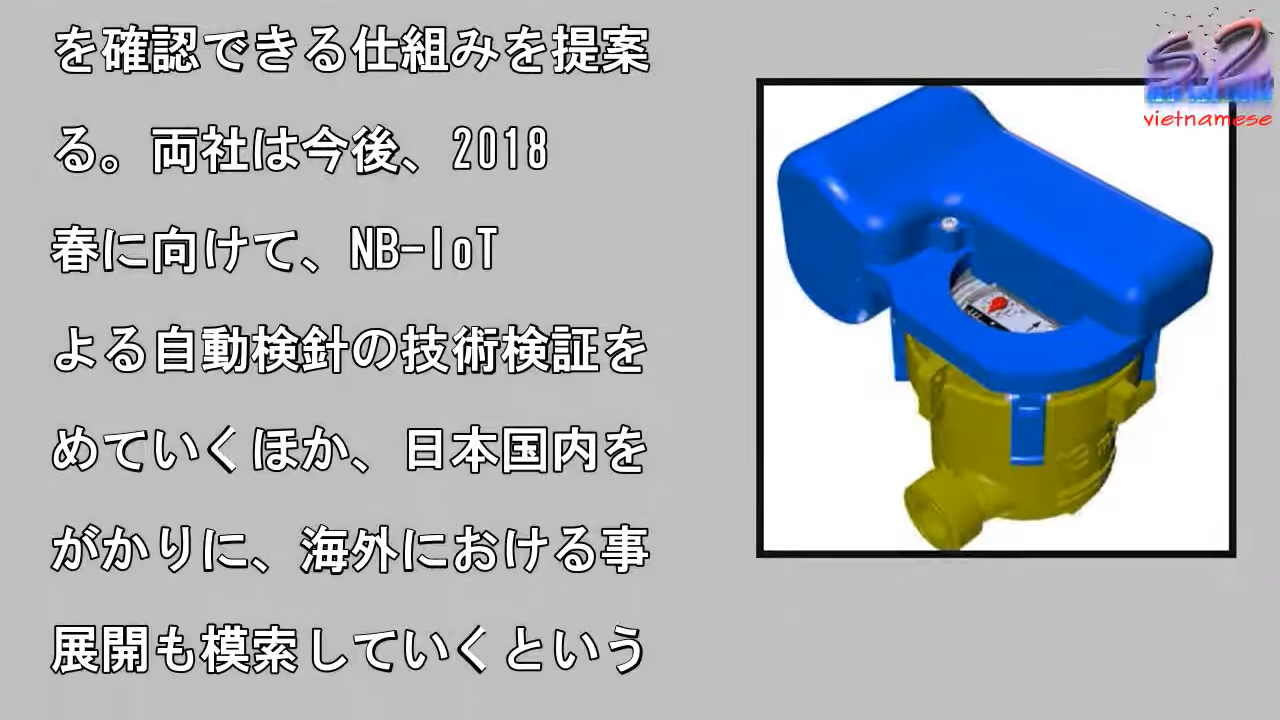 を確認できる仕組みを提案
る。両社は今後、2018
春に向けて、NB-IoT
よる自動検針の技術検証を
めていくほか、日本国内を
がかりに、海外における事
展開も模索していくという
S2
vietnamese